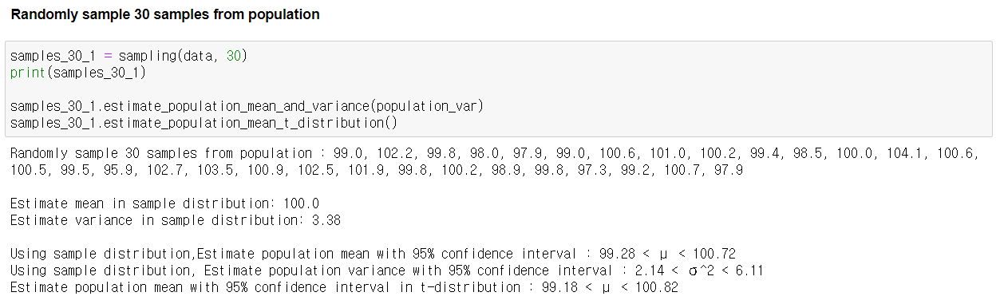 Randomly sample 30 samples from population
samples_30_1 = sampling(data, 30)
print(samples_30_1)
samples_30_1.estimate_population_mean_and_variance(population_var)
samples_30_1.estimate_population_mean_t_distribution()
Randomly sample 30 samples from population : 99.0, 102.2, 99.8, 98.0, 97.9, 99.0, 100.6, 101.0, 100.2, 99.4, 98.5, 100.0, 104.1, 100.6,
100.5, 99.5, 95.9, 102.7, 103.5, 100.9, 102.5, 101.9, 99.8, 100.2, 98.9, 99.8, 97.3, 99.2, 100.7, 97.9
Estimate mean in sample distribution: 100.0
Estimate variance in sample distribution: 3.38
Using sample distribution,Estimate population mean with 95% confidence interval : 99.28 < μ < 100.72
Using sample distribution, Estimate population variance with 95% confidence interval : 2.14 < σ^2 < 6.11
Estimate population mean with 95% confidence interval in t-distribution : 99.18 < μ < 100.82